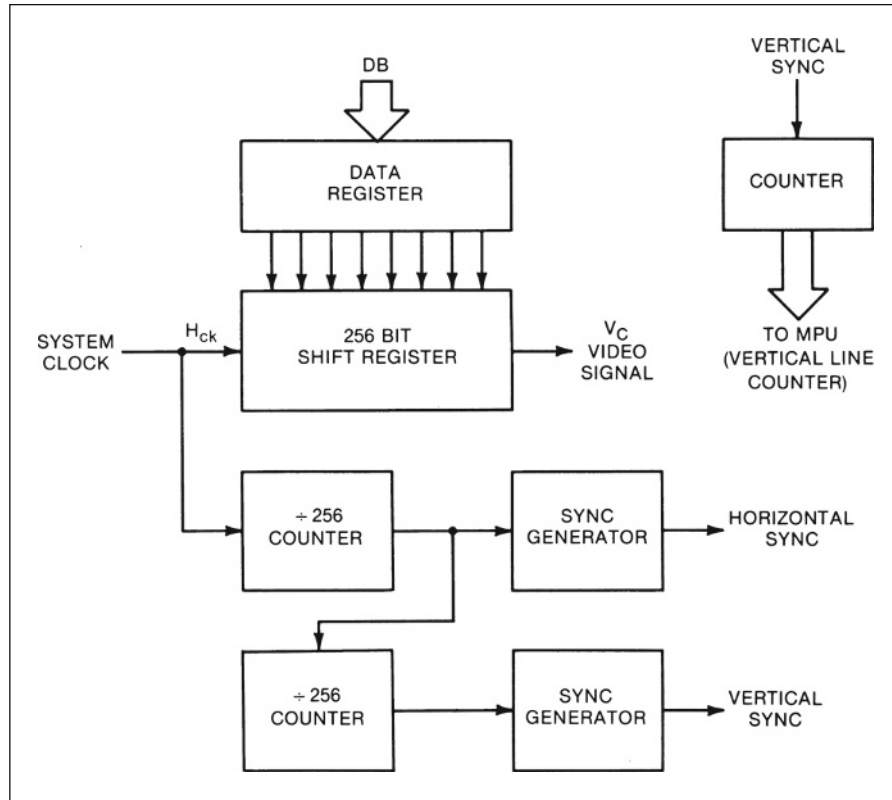 DB
DATA
REGISTER
VERTICAL
SYNC
COUNTER
TO MPU
(VERTICAL LINE
COUNTER)
SYSTEM
CLOCK
Hck
256 BIT
SHIFT REGISTER
VC
VIDEO
SIGNAL
÷ 256
COUNTER
SYNC
GENERATOR
HORIZONTAL
SYNC
÷ 256
COUNTER
SYNC
GENERATOR
VERTICAL
SYNC